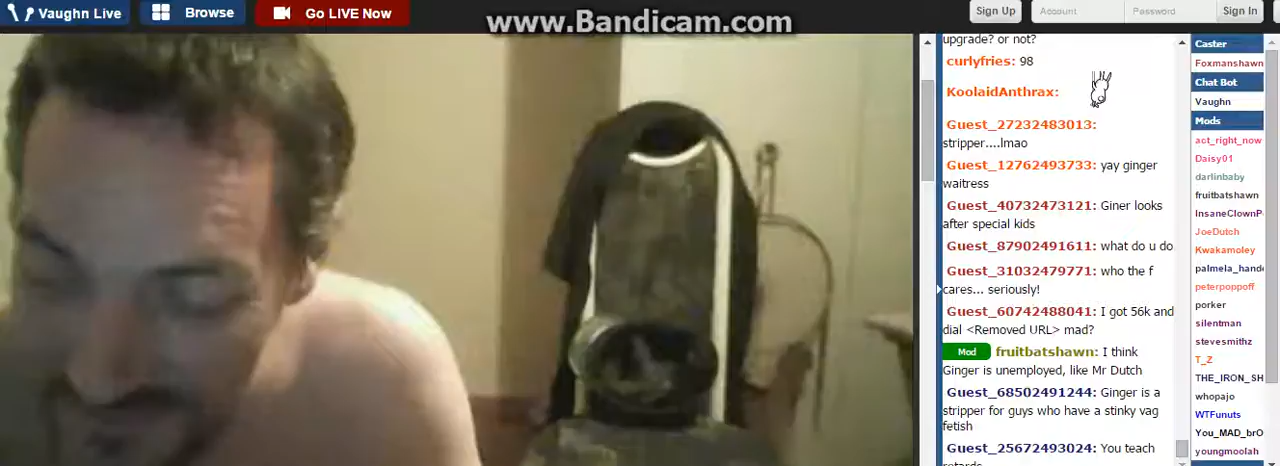 Vaughn Live
Browse
Go LIVE Now
www.Bandicam.com
Sign Up
Account
Password
Sign In
upgrade? or not?
curlyfries: 98
KoolaidAnthrax:
Guest_27232483013:
stripper....lmao
Guest_12762493733: yay ginger
waitress
Guest_40732473121: Giner looks
after special kids
Guest_87902491611: what do u do
Guest_31032479771: who the f
cares... seriously!
Guest_60742488041: I got 56k and
dial <Removed URL> mad?
Mod fruitbatshawn: I think
Ginger is unemployed, like Mr Dutch
Guest_68502491244: Ginger is a
stripper for guys who have a stinky vag
fetish
Guest_25672493024: You teach
retards
Caster
Foxmanshawn
Chat Bot
Vaughn
Mods
act_right_now
Daisy01
darlinbaby
fruitbatshawn
InsaneClownP
JoeDutch
Kwakamoley
palmela_hand
peterpoppoff
porker
silentman
stevesmithz
T_Z
THE_IRON_SH
whopajo
WTFunuts
You_MAD_brO
youngmoolah